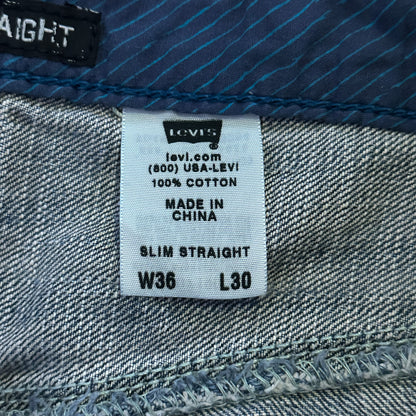 AIGHT
LEVI'S
®
levi.com
(800) USA-LEVI
100% COTTON
MADE IN
CHINA
SLIM STRAIGHT
W36 L30